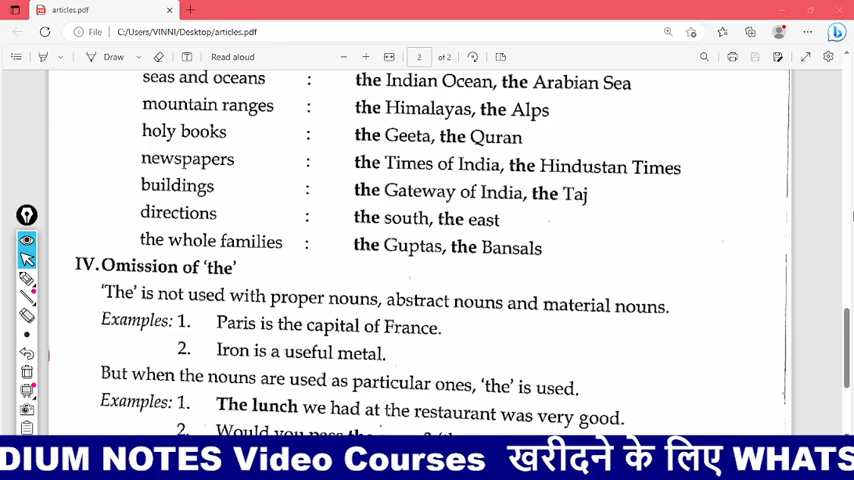 articles.pdf
File C:/Users/VINNI/Desktop/articles.pdf
Draw Read aloud 2 of 2
seas and oceans : the Indian Ocean, the Arabian Sea
mountain ranges : the Himalayas, the Alps
holy books : the Geeta, the Quran
newspapers : the Times of India, the Hindustan Times
buildings : the Gateway of India, the Taj
directions : the south, the east
the whole families : the Guptas, the Bansals
IV. Omission of 'the'
'The' is not used with proper nouns, abstract nouns and material nouns.
Examples: 1. Paris is the capital of France.
2. Iron is a useful metal.
But when the nouns are used as particular ones, 'the' is used.
Examples: 1. The lunch we had at the restaurant was very good.
2. Would you pass the
DIUM NOTES Video Courses खरीदने के लिए WHATS